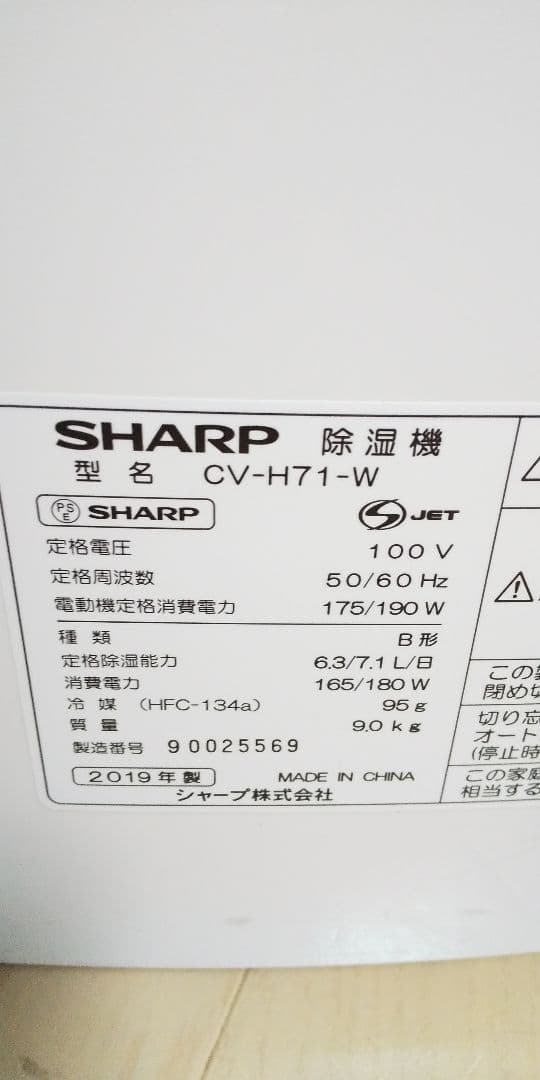 SHARP 除湿機
型名 CV-H71-W
PS E SHARP S JET
定格電圧 100V
定格周波数 50/60 Hz
電動機定格消費電力 175/190 W
種類 B形
定格除湿能力 6.3/7.1 L/日
消費電力 165/180 W
冷媒 (HFC-134a) 95g
質量 9.0kg
製造番号 90025569
2019年製 MADE IN CHINA
シャープ株式会社
この
閉め切
切り忘
オート
(停止時
この家庭
相当する